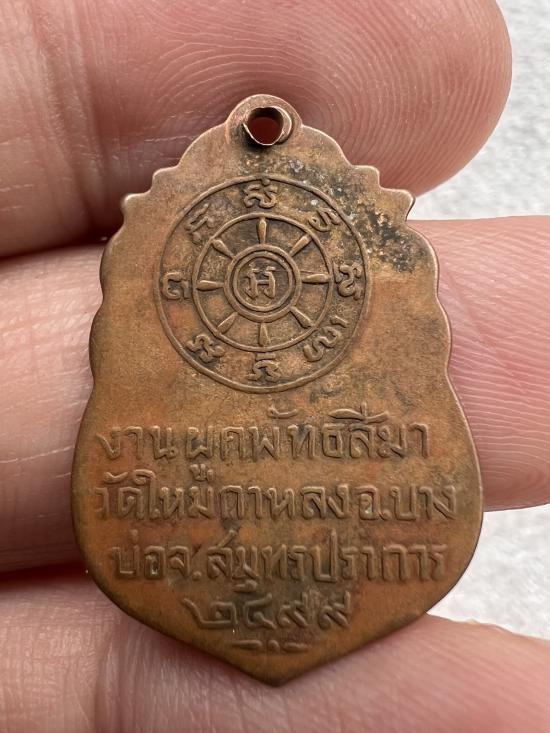 งานผูกพัทธสีมา
วัดใหม่กาหลงอ.บาง
บ่อจ.สมุทรปราการ
๒๔๙๙